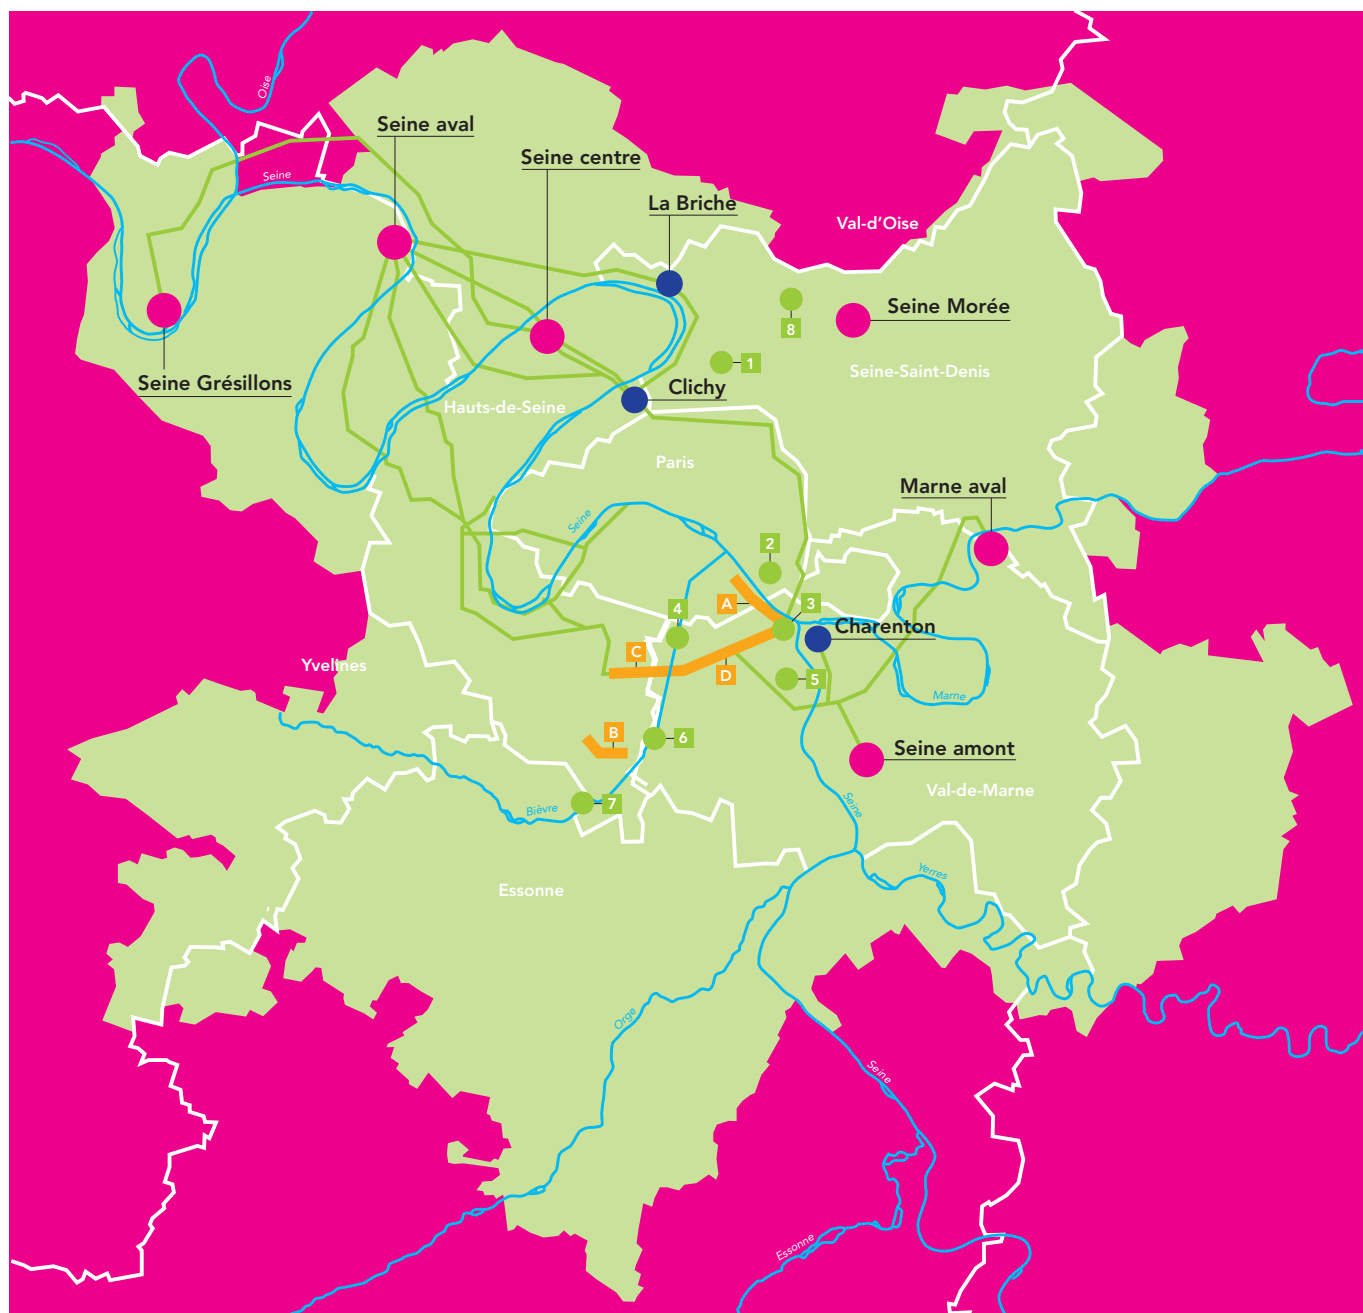 Oise
Seine aval
Seine centre
Seine
La Briche
Val-d'Oise
Seine Morée
8
1
Seine-Saint-Denis
Seine Grésillons
Clichy
Hauts-de-Seine
Paris
Marne aval
Seine
2
A
3
4
Charenton
C
D
Yvelines
5
Marne
B
6
Seine amont
Val-de-Marne
7
Bièvre
Seine
Yerres
Essonne
Orge
Seine
Essonne